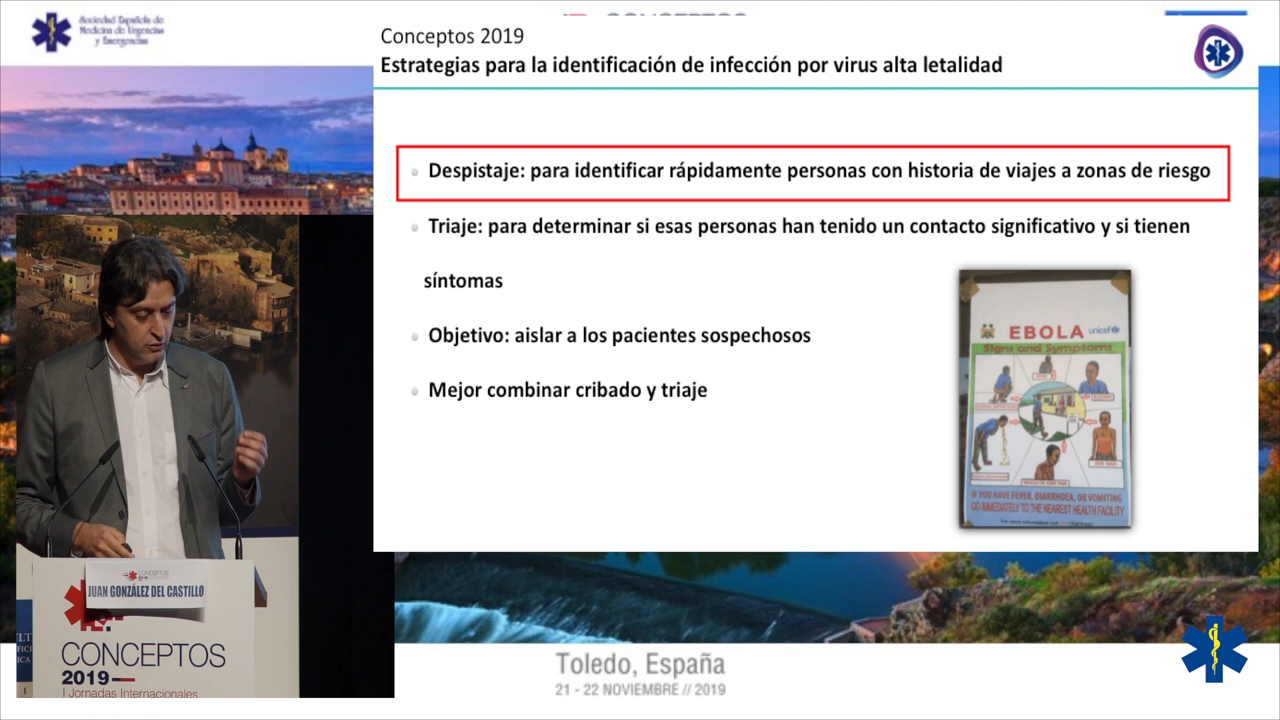 Sociedad Española de
Medicina de Urgencias
y Emergencias
Conceptos 2019
Estrategias para la identificación de infección por virus alta letalidad
Despistaje: para identificar rápidamente personas con historia de viajes a zonas de riesgo
Triaje: para determinar si esas personas han tenido un contacto significativo y si tienen
síntomas
Objetivo: aislar a los pacientes sospechosos
Mejor combinar cribado y triaje
EBOLA
unicef
Signs and Symptoms
IF YOU HAVE FEVER, DIARRHOEA, OR VOMITING
GO IMMEDIATELY TO THE NEAREST HEALTH FACILITY
CONCEPTOS
2019
JUAN GONZÁLEZ DEL CASTILLO
CONCEPTOS
2019
I Jornadas Internacionales
Toledo, España
21 - 22 NOVIEMBRE // 2019